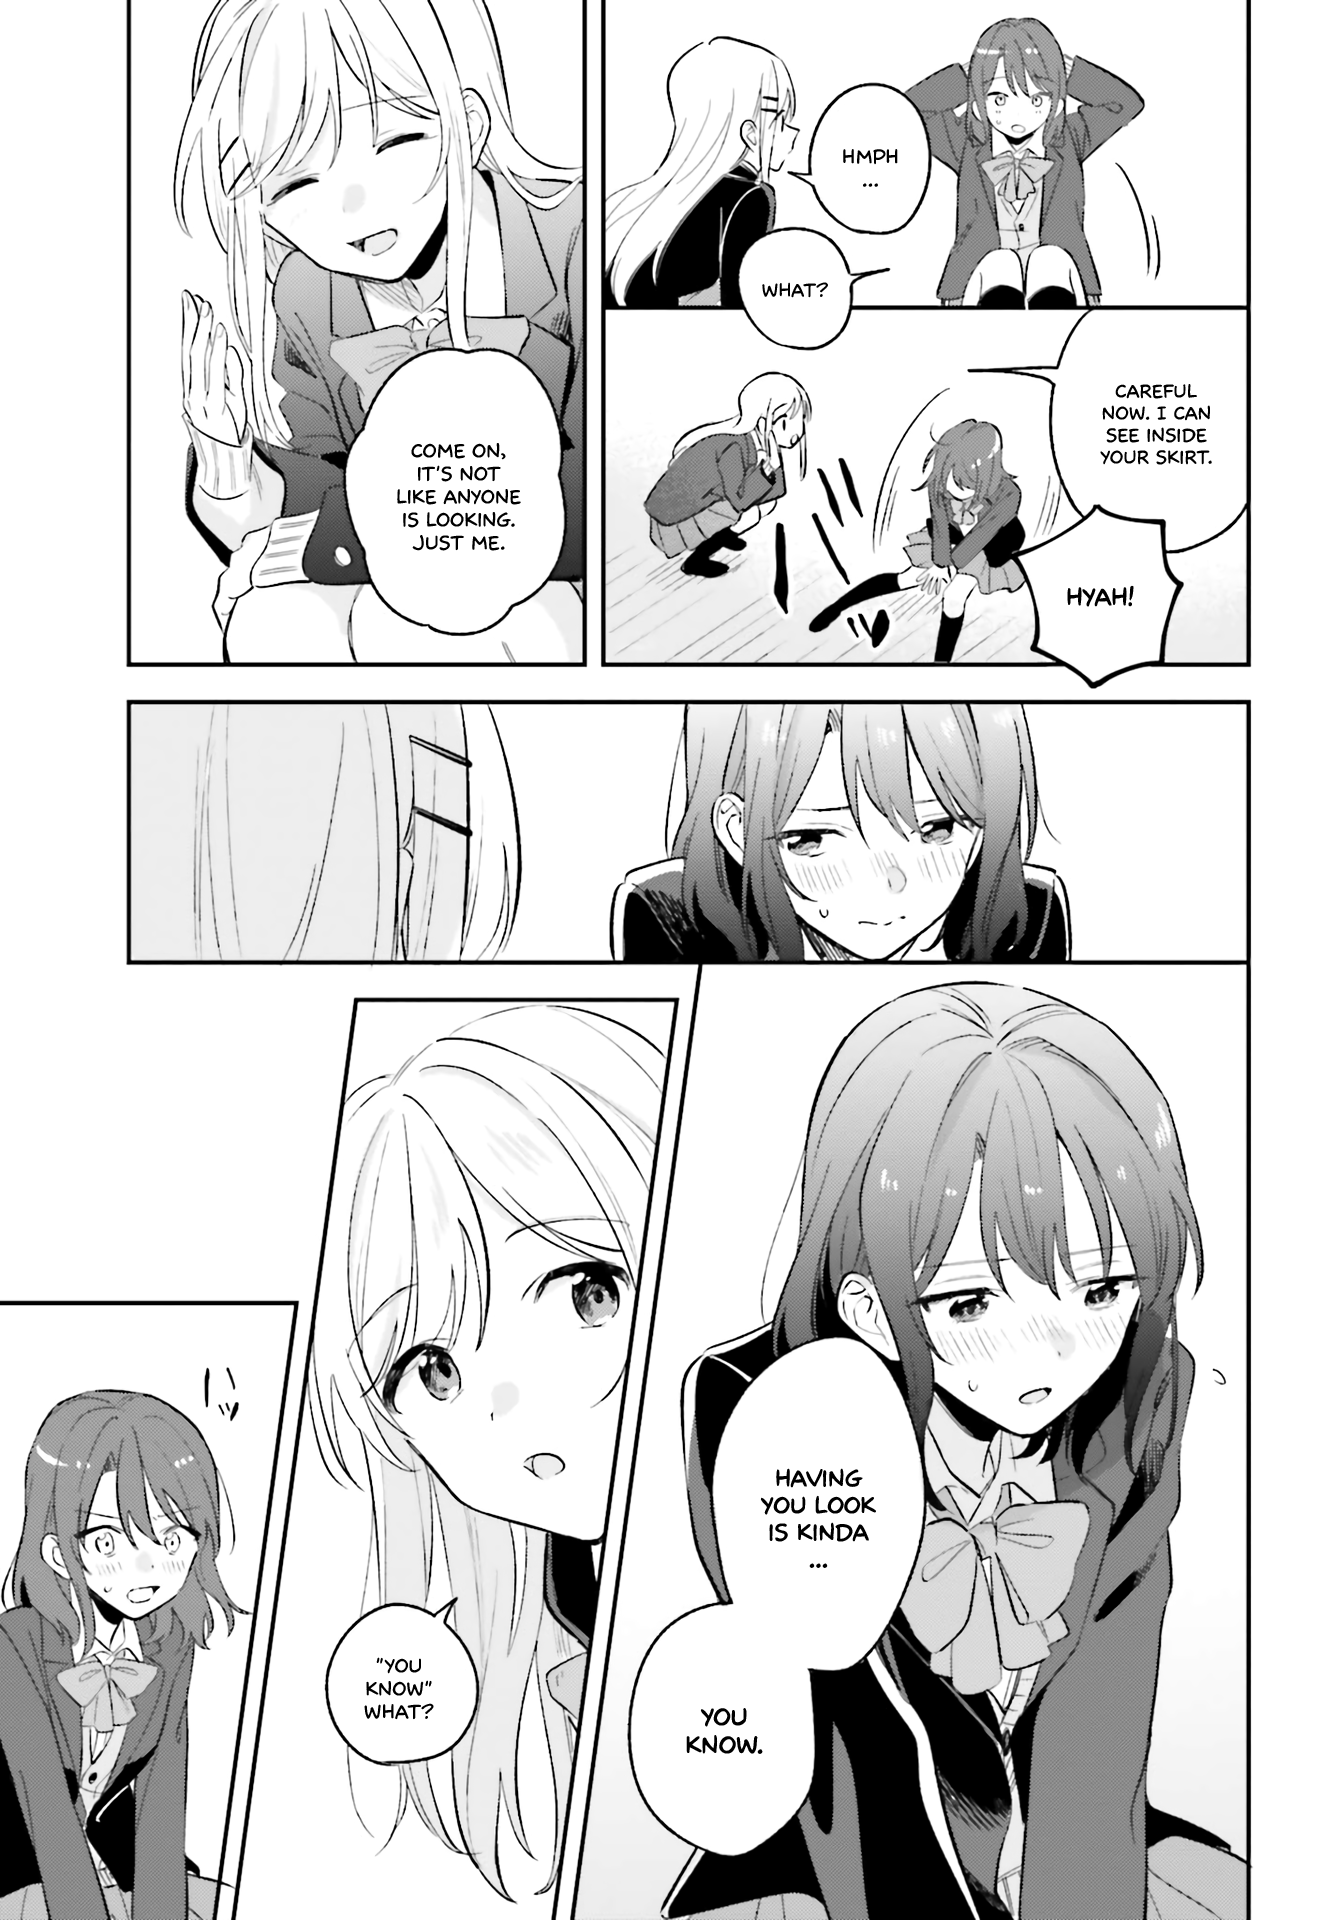 HMPH
...
WHAT?
CAREFUL
NOW. I CAN
SEE INSIDE
YOUR SKIRT.
HYAH!
COME ON,
IT'S NOT
LIKE ANYONE
IS LOOKING.
JUST ME.
HAVING
YOU LOOK
IS KINDA
...
YOU
KNOW.
"YOU
KNOW"
WHAT?